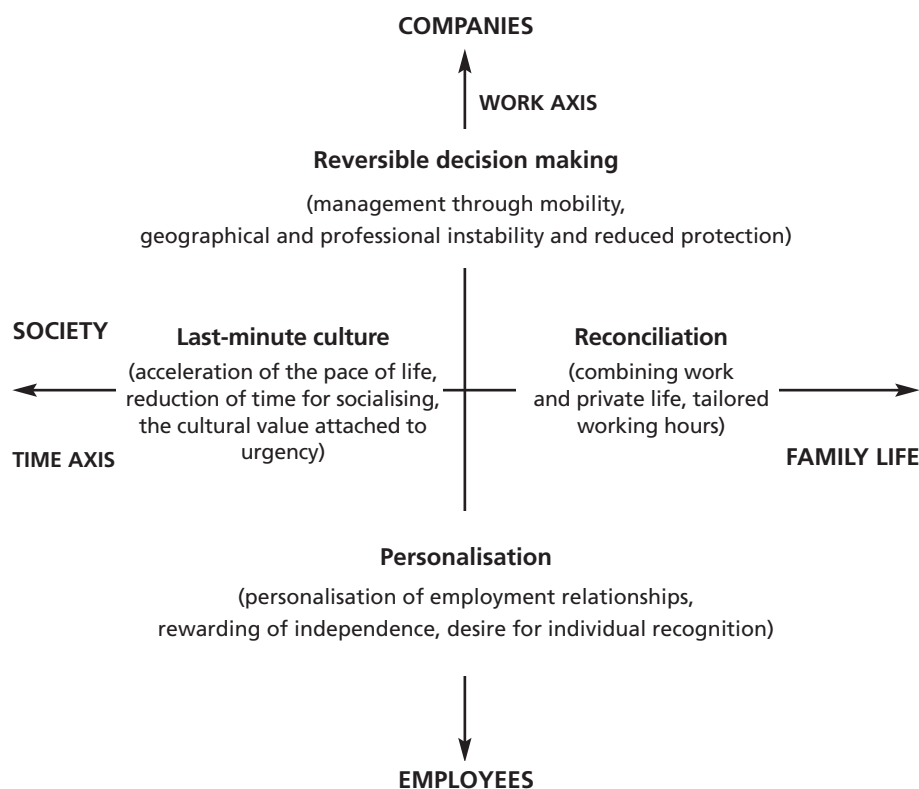 COMPANIES
WORK AXIS
Reversible decision making
(management through mobility,
geographical and professional instability and reduced protection)
SOCIETY
Last-minute culture
(acceleration of the pace of life,
reduction of time for socialising,
the cultural value attached to
urgency)
TIME AXIS
Reconciliation
(combining work
and private life, tailored
working hours)
FAMILY LIFE
Personalisation
(personalisation of employment relationships,
rewarding of independence, desire for individual recognition)
EMPLOYEES